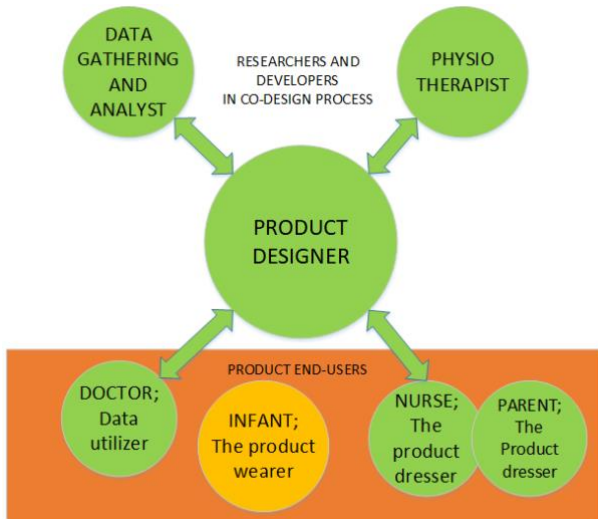 DATA
GATHERING
AND
ANALYST
RESEARCHERS AND
DEVELOPERS
IN CO-DESIGN PROCESS
PHYSIO
THERAPIST
PRODUCT
DESIGNER
PRODUCT END-USERS
DOCTOR;
Data
utilizer
INFANT;
The product
wearer
NURSE;
The
product
dresser
PARENT;
The
Product
dresser